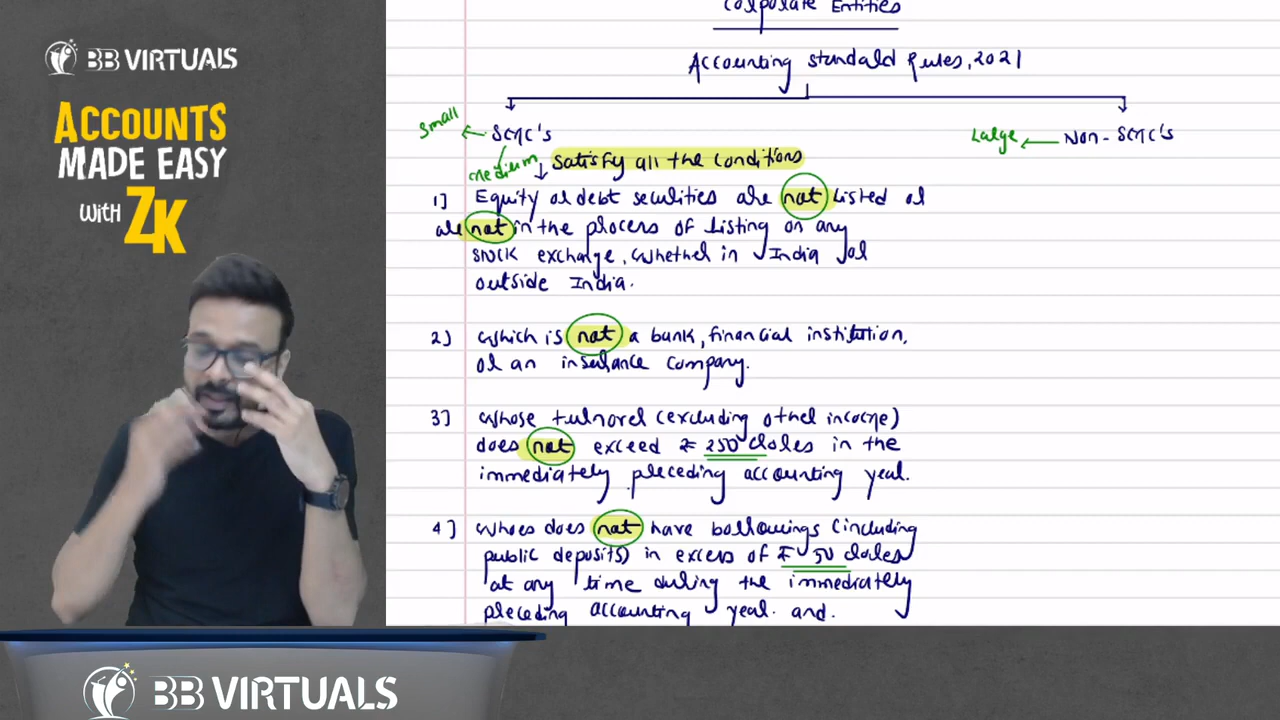 BB VIRTUALS
ACCOUNTS
MADE EASY
WITH ZK
Corporate Entities
Accounting Standard Rules, 2021
Small ← SMC's
Large ← Non-SMC's
medium ↓ Satisfy all the conditions
1] Equity or debt securities are not listed or
are not in the process of listing on any
stock exchange, whether in India or
outside India.
2] Which is not a bank, financial institution,
or an insurance company.
3] Whose turnover (excluding other income)
does not exceed ₹ 250 crores in the
immediately preceding accounting year.
4] Whoes does not have borrowings (including
public deposits) in excess of ₹ 50 crores
at any time during the immediately
preceding accounting year. and.
BB VIRTUALS